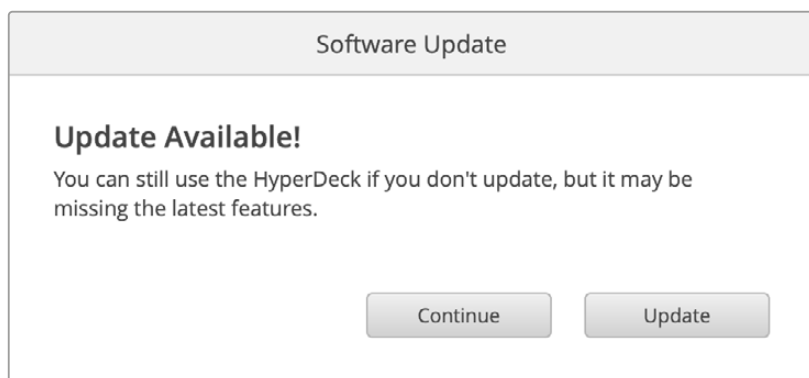 Software Update
Update Available!
You can still use the HyperDeck if you don't update, but it may be
missing the latest features.
Continue Update